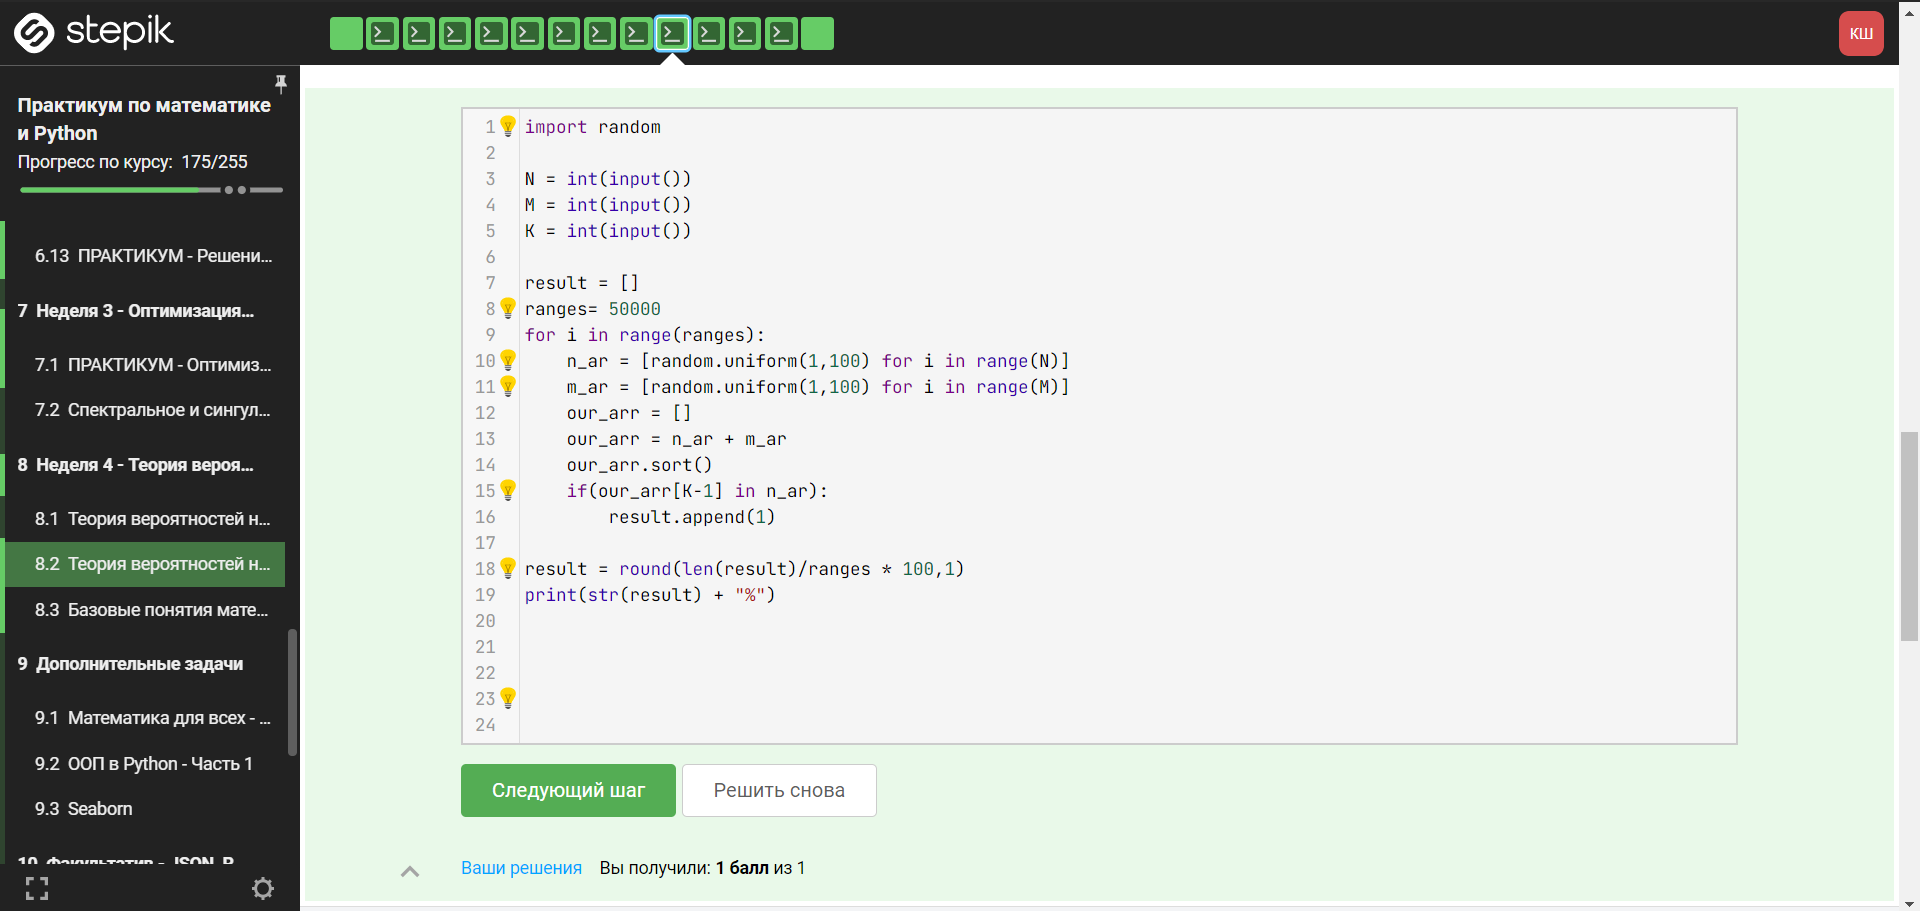 stepik
КШ
Практикум по математике
и Python
Прогресс по курсу: 175/255
6.13 ПРАКТИКУМ - Решени...
7 Неделя 3 - Оптимизация...
7.1 ПРАКТИКУМ - Оптимиз...
7.2 Спектральное и сингул...
8 Неделя 4 - Теория вероя...
8.1 Теория вероятностей н...
8.2 Теория вероятностей н...
8.3 Базовые понятия мате...
9 Дополнительные задачи
9.1 Математика для всех - ...
9.2 ООП в Python - Часть 1
9.3 Seaborn
10 Факультатив - JSON, R
1 import random
2
3 N = int(input())
4 M = int(input())
5 K = int(input())
6
7 result = []
8 ranges= 50000
9 for i in range(ranges):
10 n_ar = [random.uniform(1,100) for i in range(N)]
11 m_ar = [random.uniform(1,100) for i in range(M)]
12 our_arr = []
13 our_arr = n_ar + m_ar
14 our_arr.sort()
15 if(our_arr[K-1] in n_ar):
16 result.append(1)
17
18 result = round(len(result)/ranges * 100,1)
19 print(str(result) + "%")
20
21
22
23
24
Следующий шаг
Решить снова
Ваши решения Вы получили: 1 балл из 1